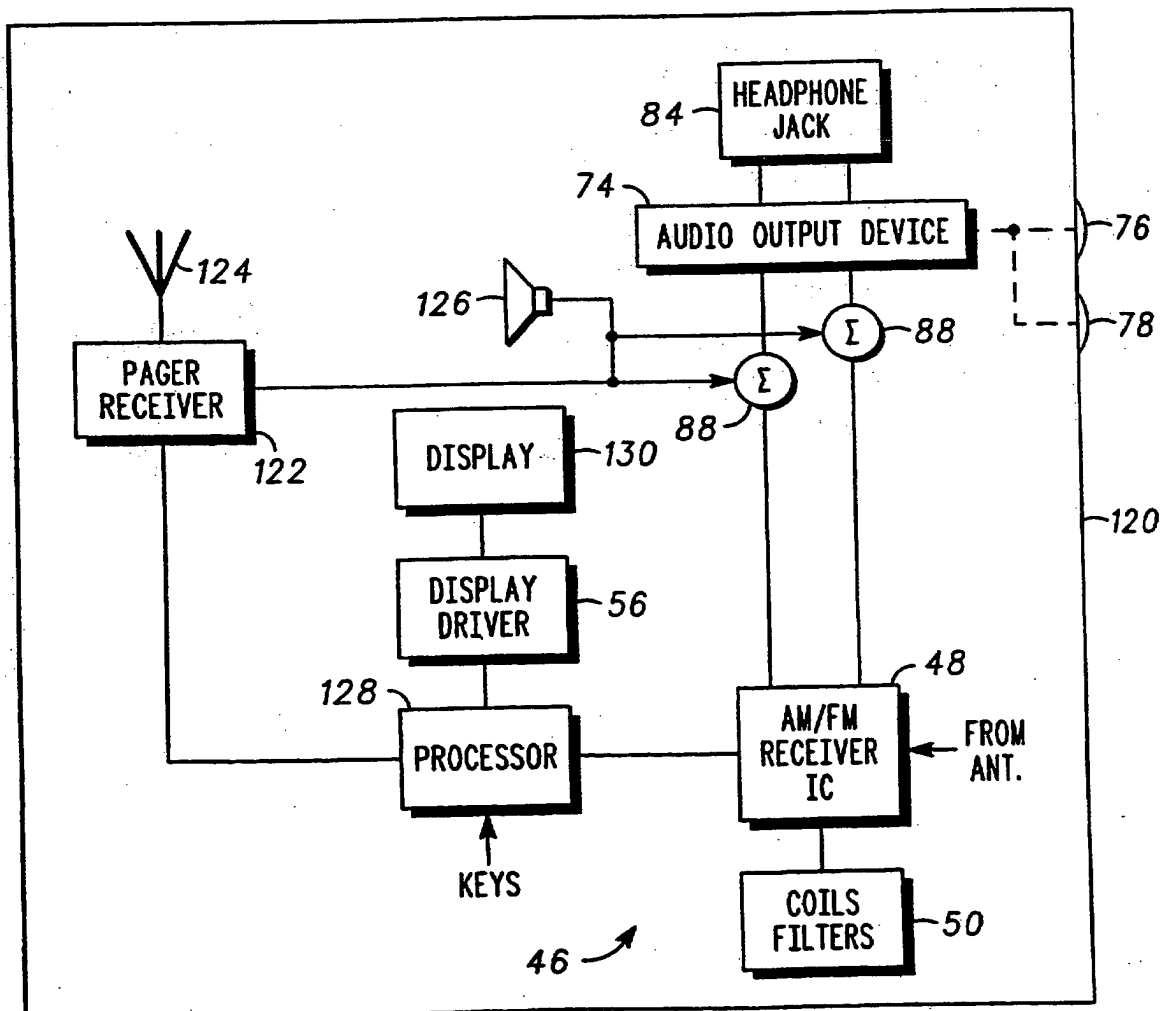 HEADPHONE
JACK
84
74
AUDIO OUTPUT DEVICE
76
78
124
126
Σ
88
Σ
88
PAGER
RECEIVER
122
DISPLAY
130
120
DISPLAY
DRIVER
56
128
PROCESSOR
48
AM/FM
RECEIVER
IC
FROM
ANT.
KEYS
COILS
FILTERS
50
46